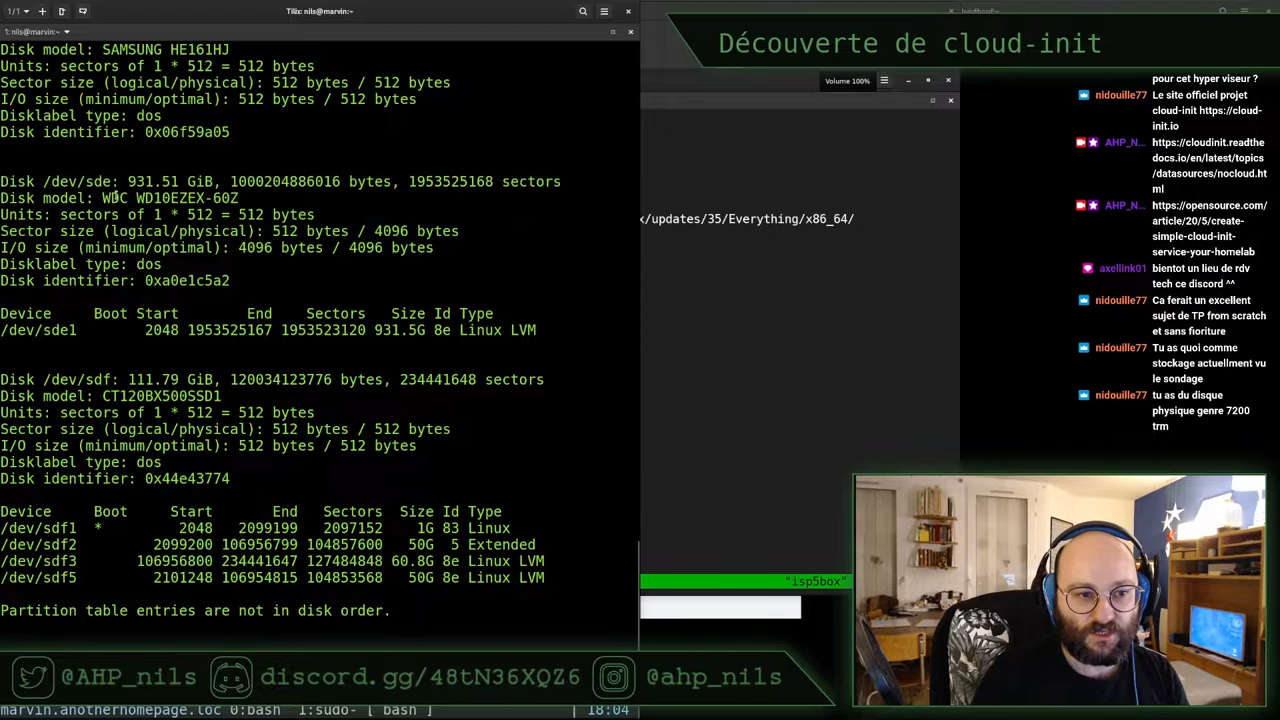 1/1
Tilix: nils@marvin:~
1: nils@marvin:~
Disk model: SAMSUNG HE161HJ
Units: sectors of 1 * 512 = 512 bytes
Sector size (logical/physical): 512 bytes / 512 bytes
I/O size (minimum/optimal): 512 bytes / 512 bytes
Disklabel type: dos
Disk identifier: 0x06f59a05
Disk /dev/sde: 931.51 GiB, 1000204886016 bytes, 1953525168 sectors
Disk model: WDC WD10EZEX-60Z
Units: sectors of 1 * 512 = 512 bytes
Sector size (logical/physical): 512 bytes / 4096 bytes
I/O size (minimum/optimal): 4096 bytes / 4096 bytes
Disklabel type: dos
Disk identifier: 0xa0e1c5a2
Device Boot Start End Sectors Size Id Type
/dev/sde1 2048 1953525167 1953523120 931.5G 8e Linux LVM
Disk /dev/sdf: 111.79 GiB, 120034123776 bytes, 234441648 sectors
Disk model: CT120BX500SSD1
Units: sectors of 1 * 512 = 512 bytes
Sector size (logical/physical): 512 bytes / 512 bytes
I/O size (minimum/optimal): 512 bytes / 512 bytes
Disklabel type: dos
Disk identifier: 0x44e43774
Device Boot Start End Sectors Size Id Type
/dev/sdf1 * 2048 2099199 2097152 1G 83 Linux
/dev/sdf2 2099200 106956799 104857600 50G 5 Extended
/dev/sdf3 106956800 234441647 127484848 60.8G 8e Linux LVM
/dev/sdf5 2101248 106954815 104853568 50G 8e Linux LVM
Partition table entries are not in disk order.
marvin.anotherhomepage.loc 0:bash 1:sudo- [ bash ] | 18:04
Volume 100%
x/updates/35/Everything/x86_64/
"isp5box"
Découverte de cloud-init
pour cet hyper viseur ?
nidouille77 Le site officiel projet
cloud-init https://cloud-
init.io
AHP_N... https://cloudinit.readthe
docs.io/en/latest/topics
/datasources/nocloud.ht
ml
AHP_N... https://opensource.com/
article/20/5/create-
simple-cloud-init-
service-your-homelab
axellink01 bientot un lieu de rdv
tech ce discord ^^
nidouille77 Ca ferait un excellent
sujet de TP from scratch
et sans fioriture
nidouille77 Tu as quoi comme
stockage actuellment vu
le sondage
nidouille77 tu as du disque
physique genre 7200
trm
@AHP_nils
discord.gg/48tN36XQZ6
@ahp_nils